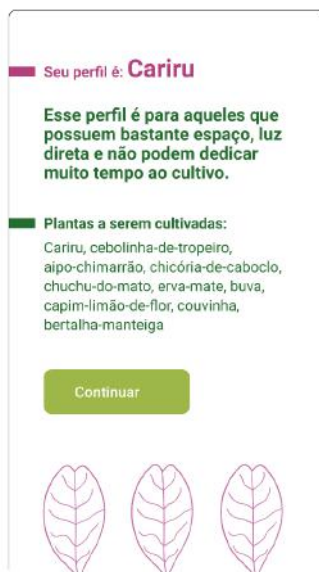 Seu perfil é: Cariru
Esse perfil é para aqueles que
possuem bastante espaço, luz
direta e não podem dedicar
muito tempo ao cultivo.
Plantas a serem cultivadas:
Cariru, cebolinha-de-tropeiro,
aipo-chimarrão, chicória-de-caboclo,
chuchu-do-mato, erva-mate, buva,
capim-limão-de-flor, couvinha,
bertalha-manteiga
Continuar